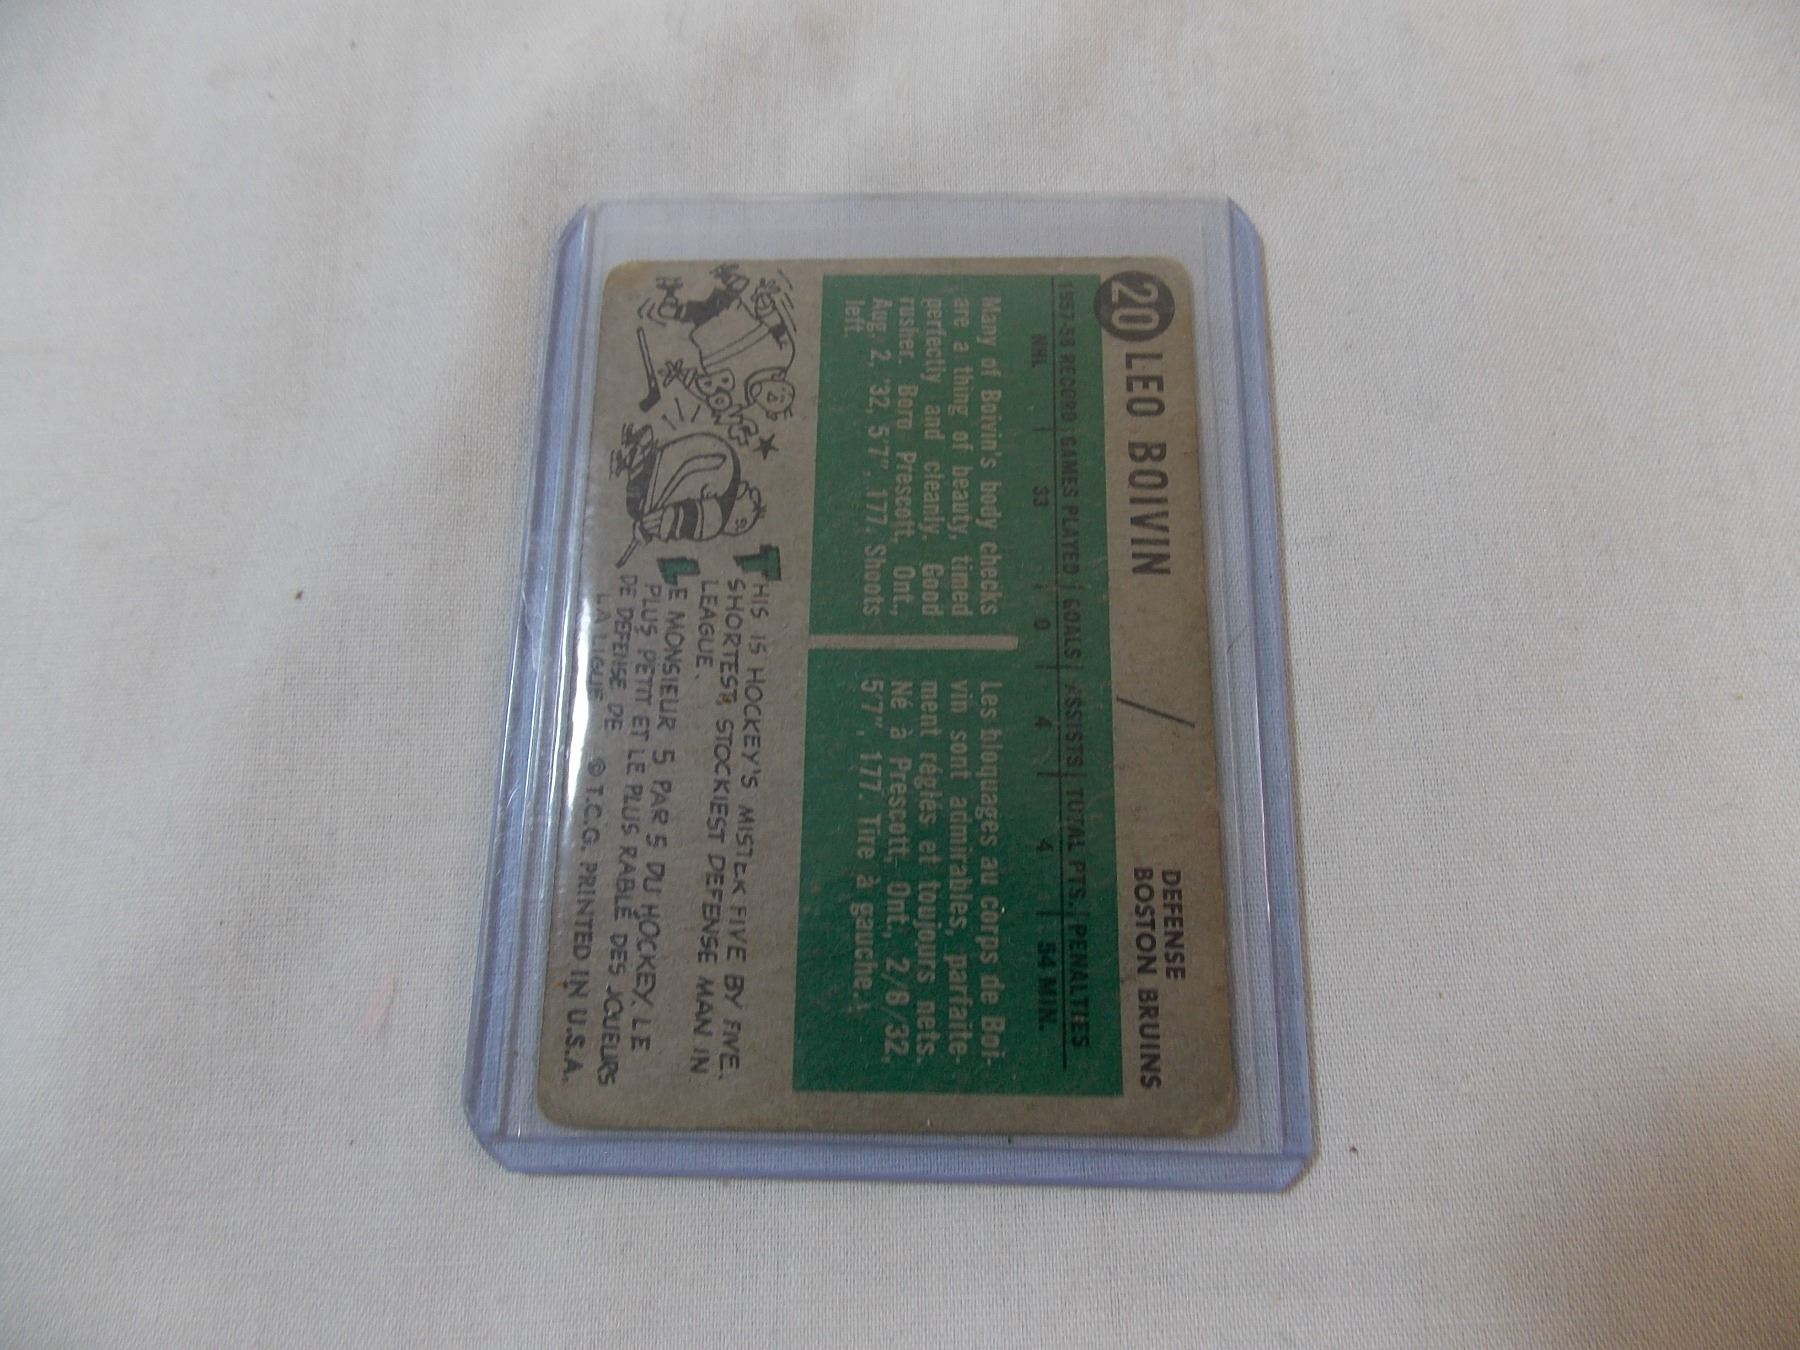 20 LEO BOIVIN
DEFENSE
BOSTON BRUINS
1957-58 RECORD GAMES PLAYED GOALS ASSISTS TOTAL PTS. PENALTIES
NHL 33 0 4 4 54 MIN.
Many of Boivin's body checks
are a thing of beauty, timed
perfectly and cleanly. Good
rusher. Born Prescott, Ont.,
Aug. 2, '32, 5'7", 177. Shoots
left.
Les bloquages au corps de Boi-
vin sont admirables, parfaite-
ment réglés et toujours nets.
Né à Prescott, Ont., 2/8/32,
5'7", 177. Tire à gauche.
BONG
THIS IS HOCKEY'S MISTER FIVE BY FIVE.
SHORTEST, STOCKIEST DEFENSE MAN IN
LEAGUE.
LE MONSIEUR 5 PAR 5 DU HOCKEY. LE
PLUS PETIT ET LE PLUS RABLÉ DES JOUEURS
DE DEFENSE DE
LA LIGUE
© T.C.G. PRINTED IN U.S.A.